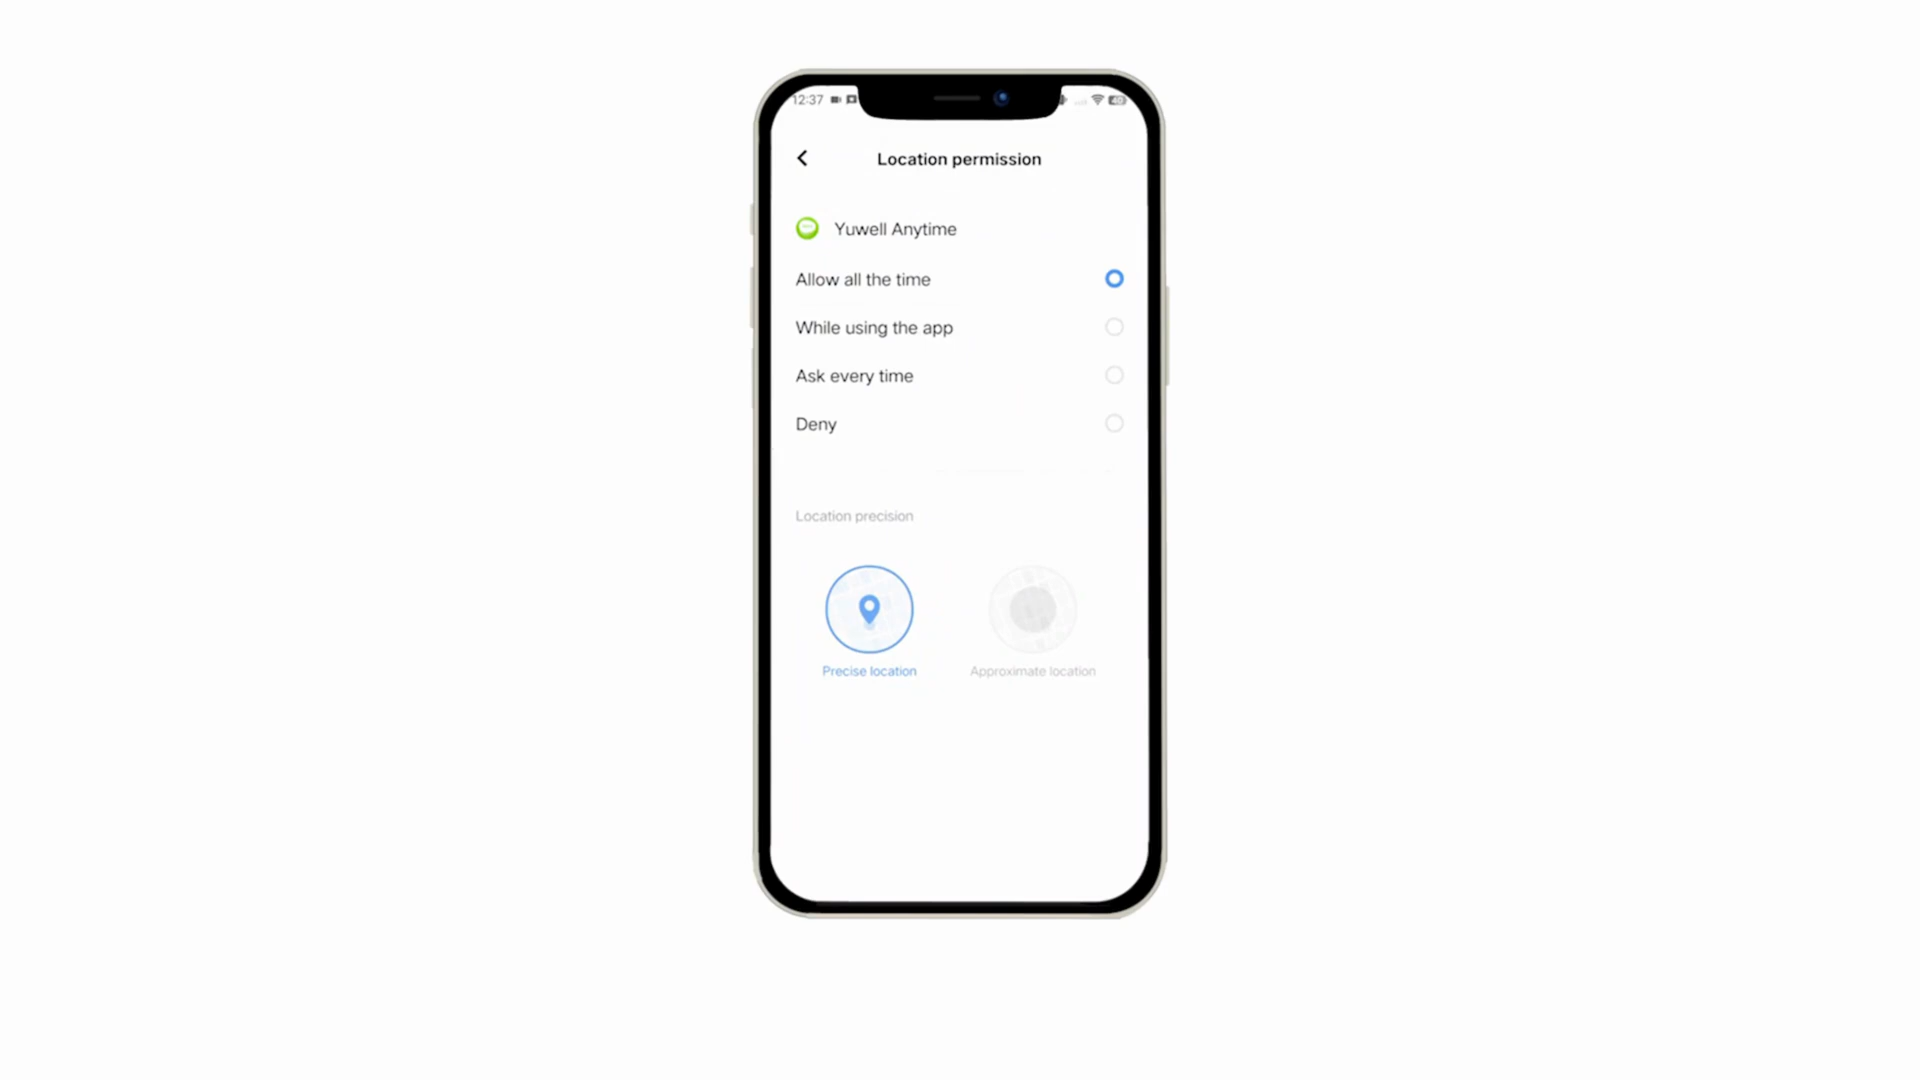 12:37
40
Location permission
Yuwell Anytime
Allow all the time
While using the app
Ask every time
Deny
Location precision
Precise location
Approximate location